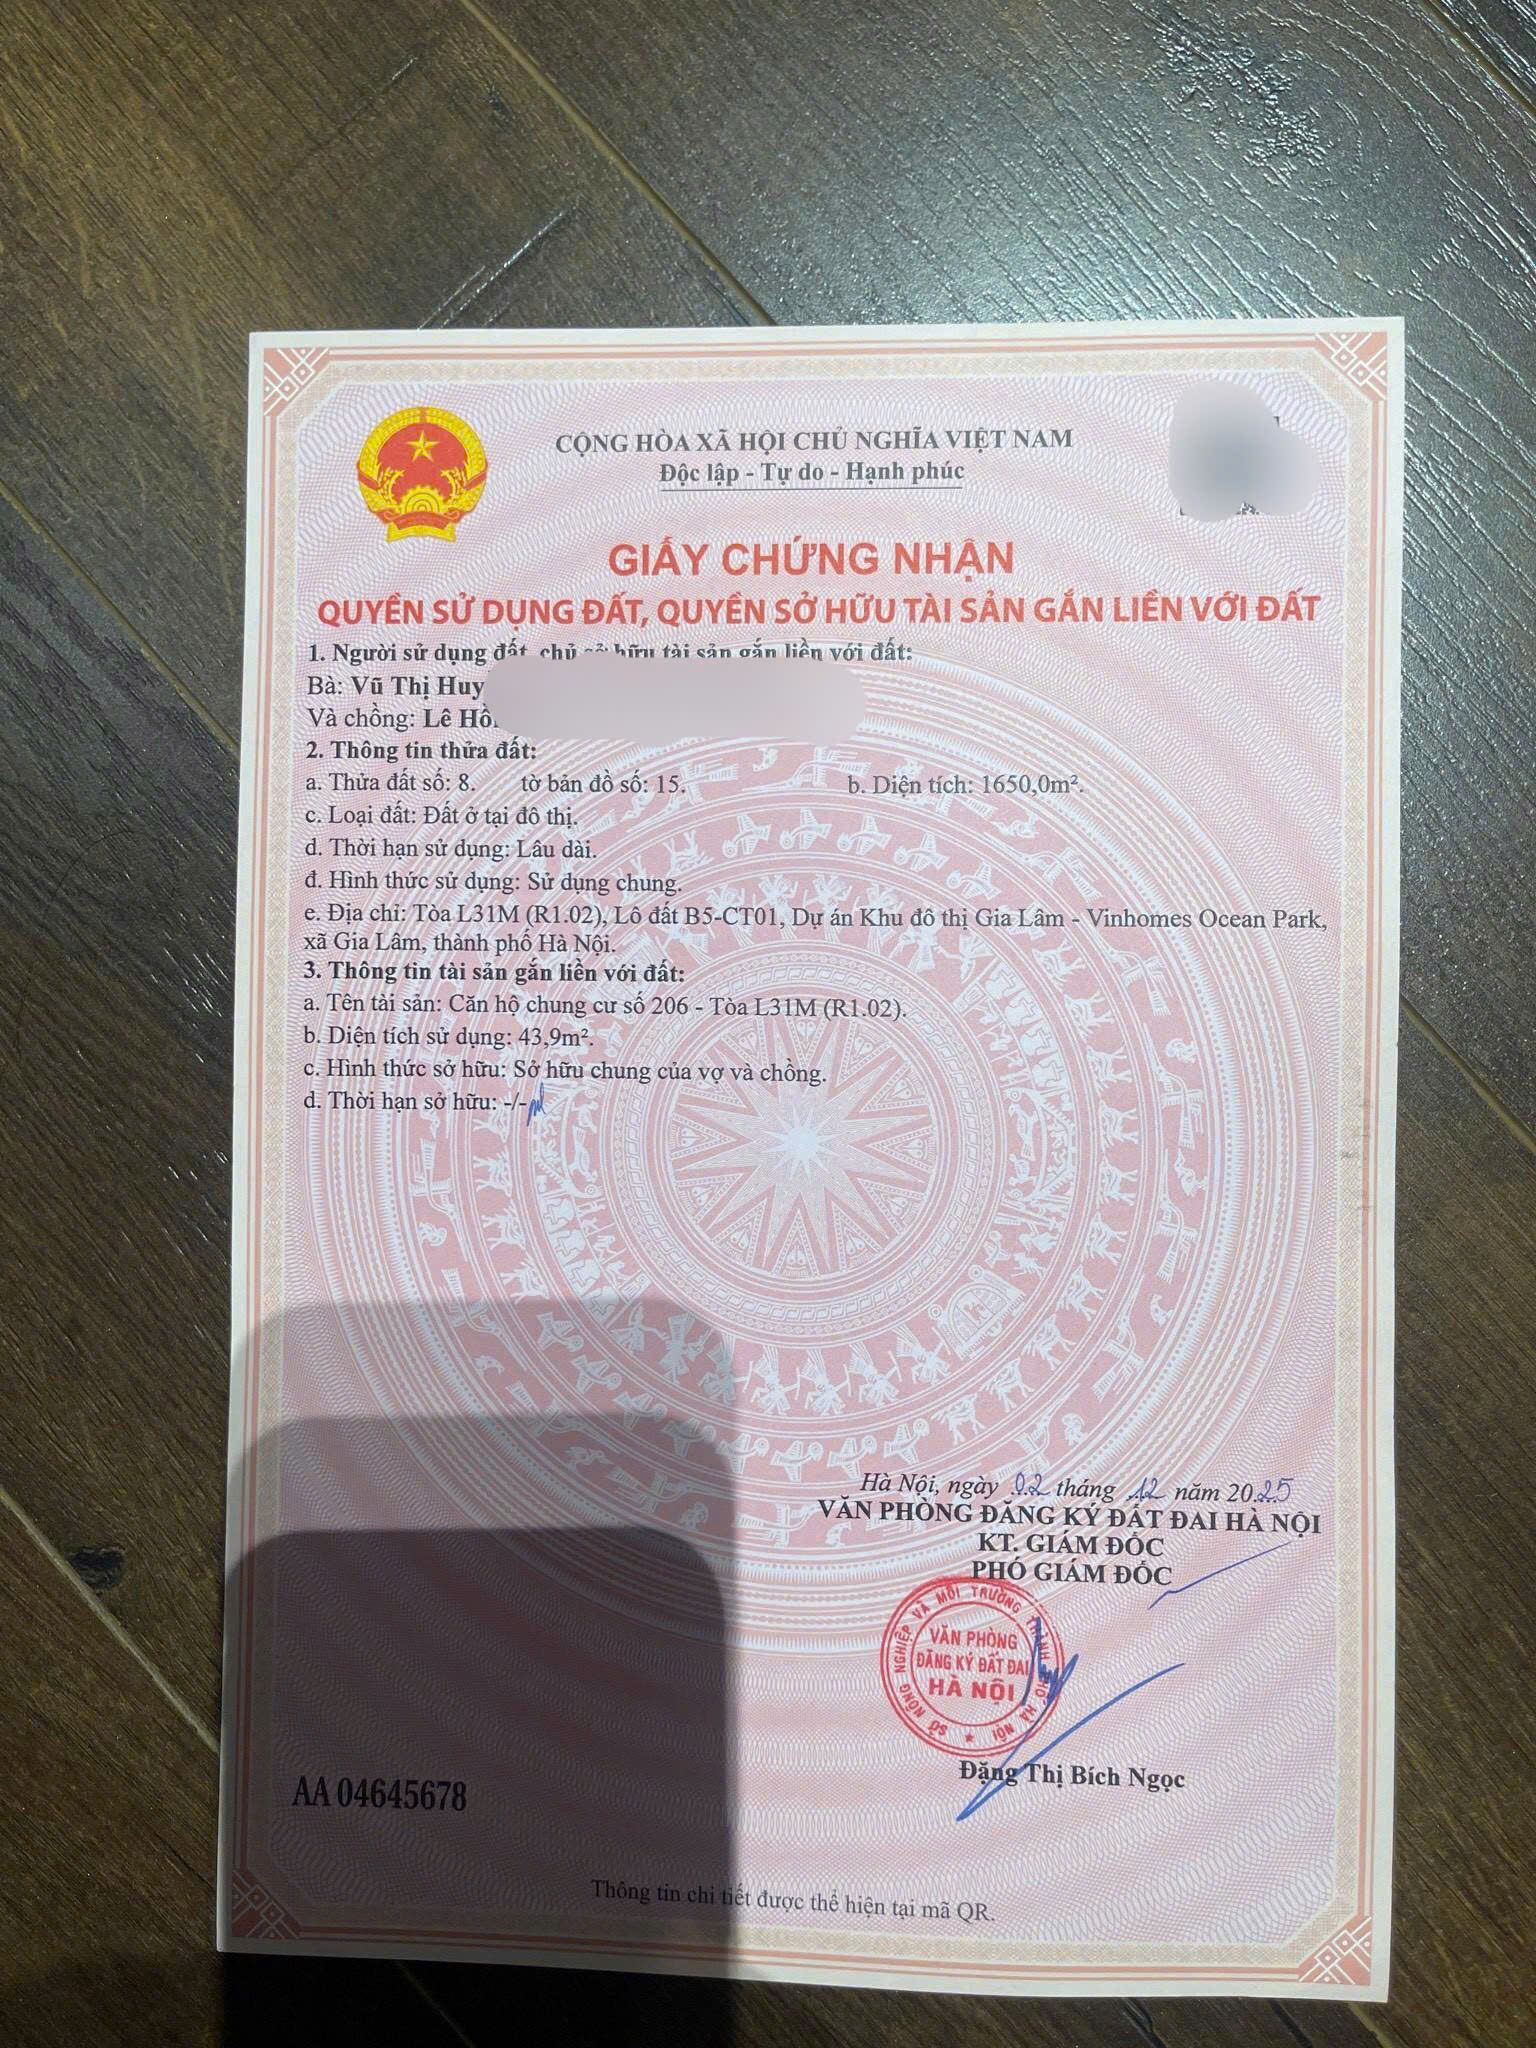 CỘNG HÒA XÃ HỘI CHỦ NGHĨA VIỆT NAM
Độc lập - Tự do - Hạnh phúc
GIẤY CHỨNG NHẬN
QUYỀN SỬ DỤNG ĐẤT, QUYỀN SỞ HỮU TÀI SẢN GẮN LIỀN VỚI ĐẤT
1. Người sử dụng đất, chủ sở hữu tài sản gắn liền với đất:
Bà: Vũ Thị Huy
Và chồng: Lê Hồ
2. Thông tin thửa đất:
a. Thửa đất số: 8. tờ bản đồ số: 15. b. Diện tích: 1650,0m².
c. Loại đất: Đất ở tại đô thị.
d. Thời hạn sử dụng: Lâu dài.
đ. Hình thức sử dụng: Sử dụng chung.
e. Địa chỉ: Tòa L31M (R1.02), Lô đất B5-CT01, Dự án Khu đô thị Gia Lâm - Vinhomes Ocean Park,
xã Gia Lâm, thành phố Hà Nội.
3. Thông tin tài sản gắn liền với đất:
a. Tên tài sản: Căn hộ chung cư số 206 - Tòa L31M (R1.02).
b. Diện tích sử dụng: 43,9m².
c. Hình thức sở hữu: Sở hữu chung của vợ và chồng.
d. Thời hạn sở hữu: -/-
Hà Nội, ngày 02 tháng 12 năm 2025
VĂN PHÒNG ĐĂNG KÝ ĐẤT ĐAI HÀ NỘI
KT. GIÁM ĐỐC
PHÓ GIÁM ĐỐC
SỞ NÔNG NGHIỆP VÀ MÔI TRƯỜNG THÀNH PHỐ HÀ NỘI
VĂN PHÒNG
ĐĂNG KÝ ĐẤT ĐAI
HÀ NỘI
Đặng Thị Bích Ngọc
AA 04645678
Thông tin chi tiết được thể hiện tại mã QR.